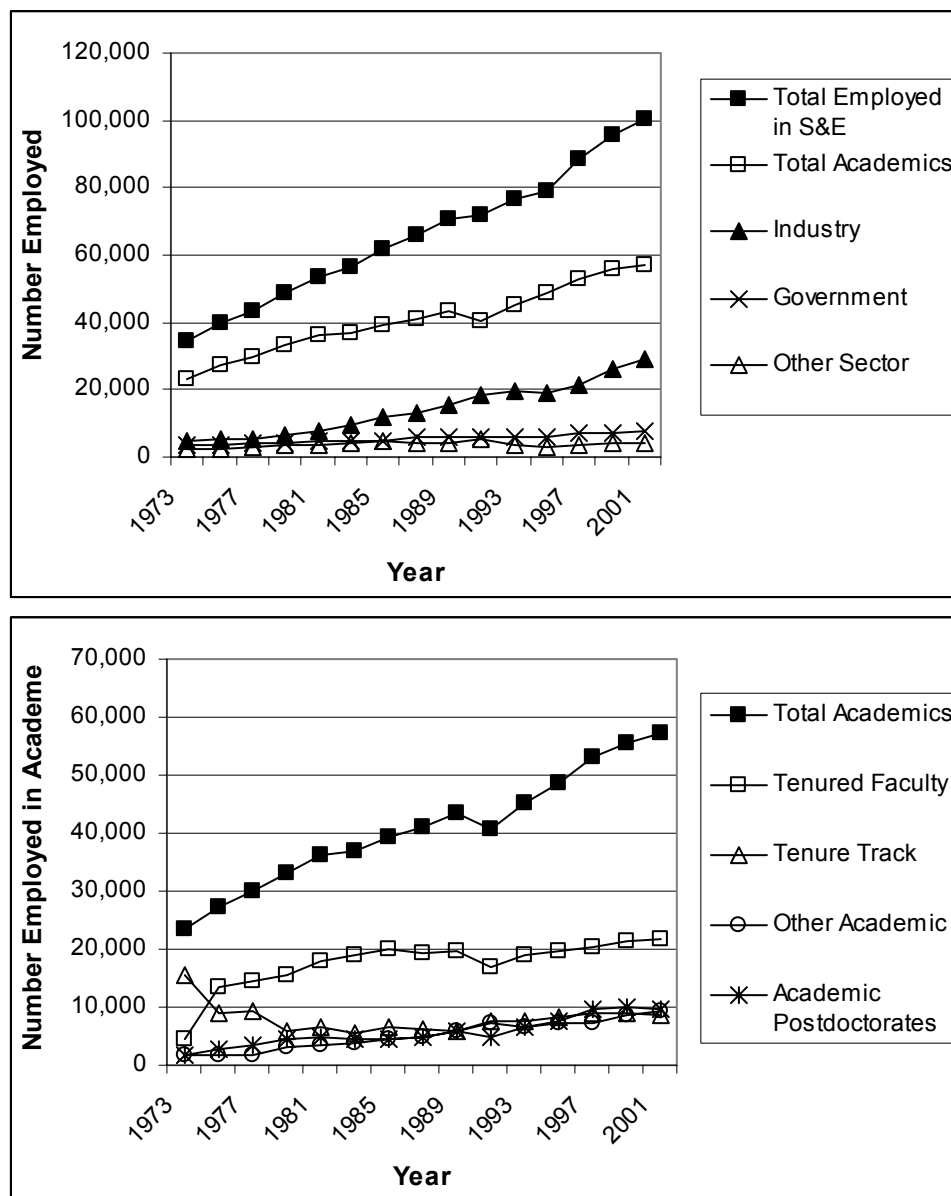 120,000
100,000
80,000
60,000
40,000
20,000
0
Number Employed
1973
1977
1981
1985
1989
1993
1997
2001
Year
Total Employed
in S&E
Total Academics
Industry
Government
Other Sector
70,000
60,000
50,000
40,000
30,000
20,000
10,000
0
Number Employed in Academe
1973
1977
1981
1985
1989
1993
1997
2001
Year
Total Academics
Tenured Faculty
Tenure Track
Other Academic
Academic
Postdoctorates